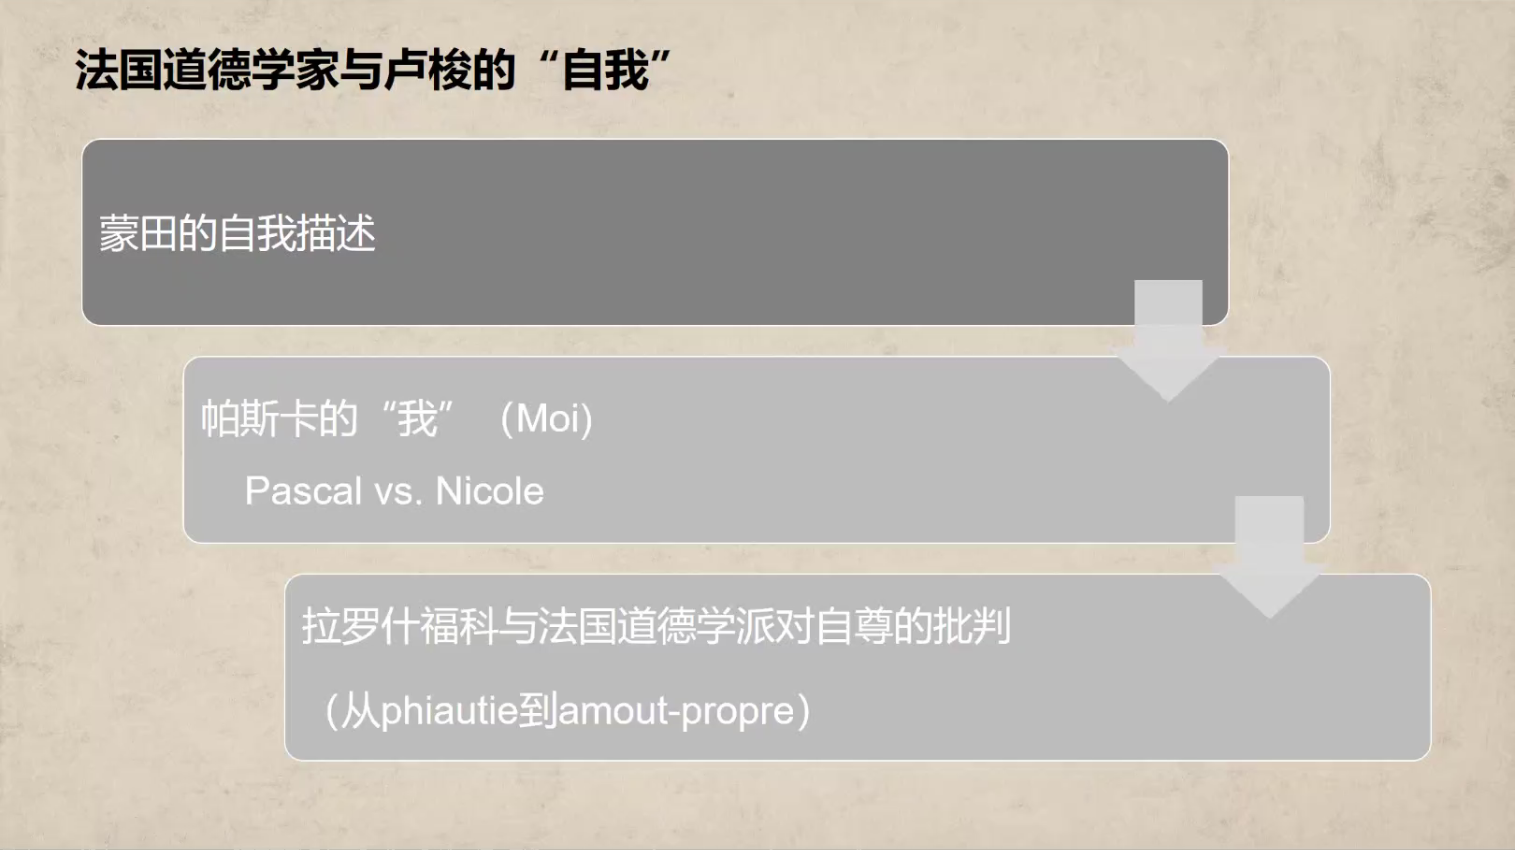 法国道德学家与卢梭的“自我”
蒙田的自我描述
帕斯卡的“我”（Moi)
Pascal vs. Nicole
拉罗什福科与法国道德学派对自尊的批判
（从phiautie到amout-propre）